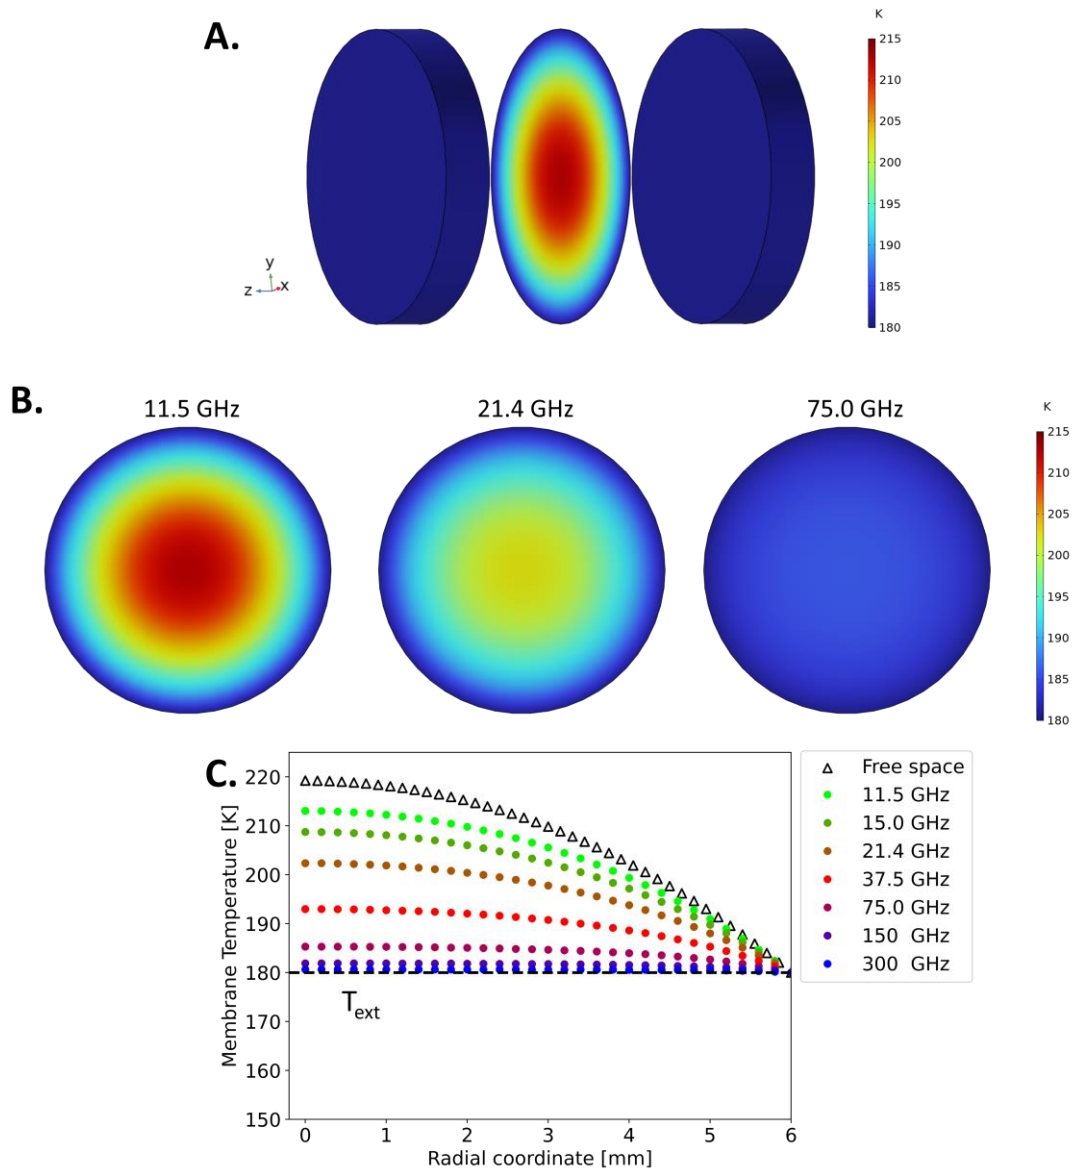 A.
K
215
210
205
200
195
190
185
180
y
z
x
B.
11.5 GHz
21.4 GHz
75.0 GHz
K
215
210
205
200
195
190
185
180
C.
Membrane Temperature [K]
220
210
200
190
180
170
160
150
T_ext
0 1 2 3 4 5 6
Radial coordinate [mm]
Free space
11.5 GHz
15.0 GHz
21.4 GHz
37.5 GHz
75.0 GHz
150 GHz
300 GHz